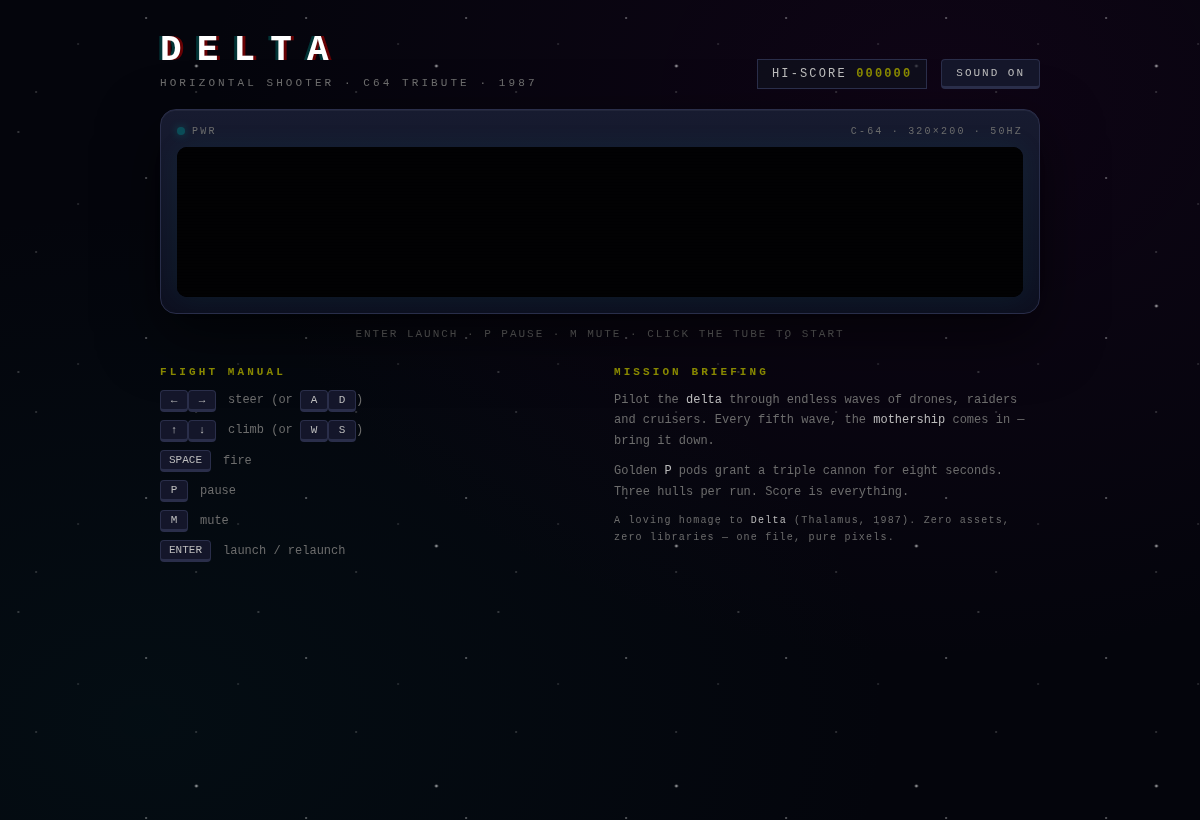 DELTA
HORIZONTAL SHOOTER · C64 TRIBUTE · 1987
HI-SCORE 000000
SOUND ON
PWR
C-64 · 320×200 · 50HZ
ENTER LAUNCH · P PAUSE · M MUTE · CLICK THE TUBE TO START
FLIGHT MANUAL
← → steer (or A D)
↑ ↓ climb (or W S)
SPACE fire
P pause
M mute
ENTER launch / relaunch
MISSION BRIEFING
Pilot the delta through endless waves of drones, raiders
and cruisers. Every fifth wave, the mothership comes in —
bring it down.
Golden P pods grant a triple cannon for eight seconds.
Three hulls per run. Score is everything.
A loving homage to Delta (Thalamus, 1987). Zero assets,
zero libraries — one file, pure pixels.